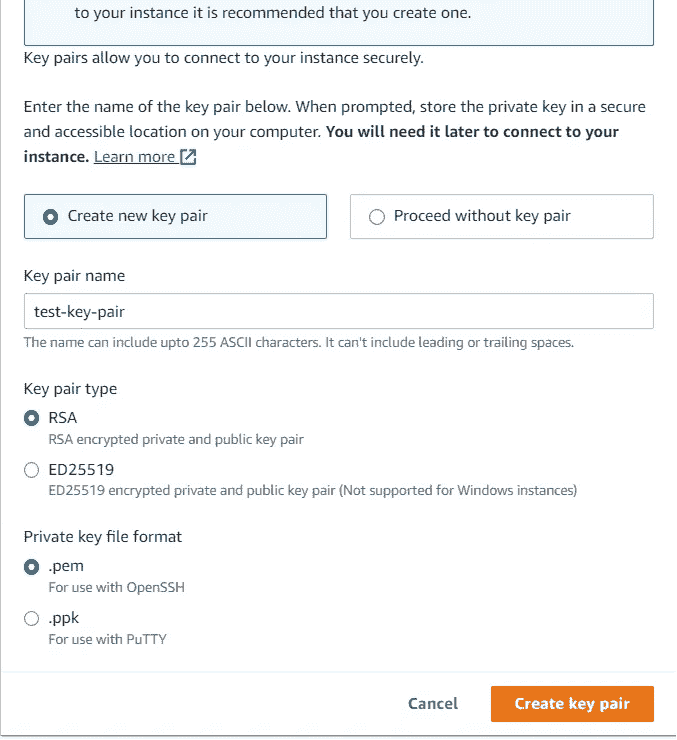 to your instance it is recommended that you create one.
Key pairs allow you to connect to your instance securely.
Enter the name of the key pair below. When prompted, store the private key in a secure
and accessible location on your computer. You will need it later to connect to your
instance. Learn more
Create new key pair
Proceed without key pair
Key pair name
test-key-pair
The name can include upto 255 ASCII characters. It can't include leading or trailing spaces.
Key pair type
RSA
RSA encrypted private and public key pair
ED25519
ED25519 encrypted private and public key pair (Not supported for Windows instances)
Private key file format
.pem
For use with OpenSSH
.ppk
For use with PuTTY
Cancel
Create key pair